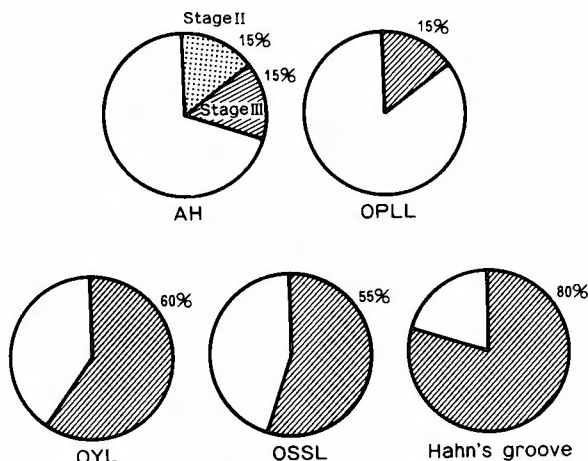 Stage II
15%
15%
15%
Stage III
AH
OPLL
60%
55%
80%
OYL
OSSL
Hahn's groove